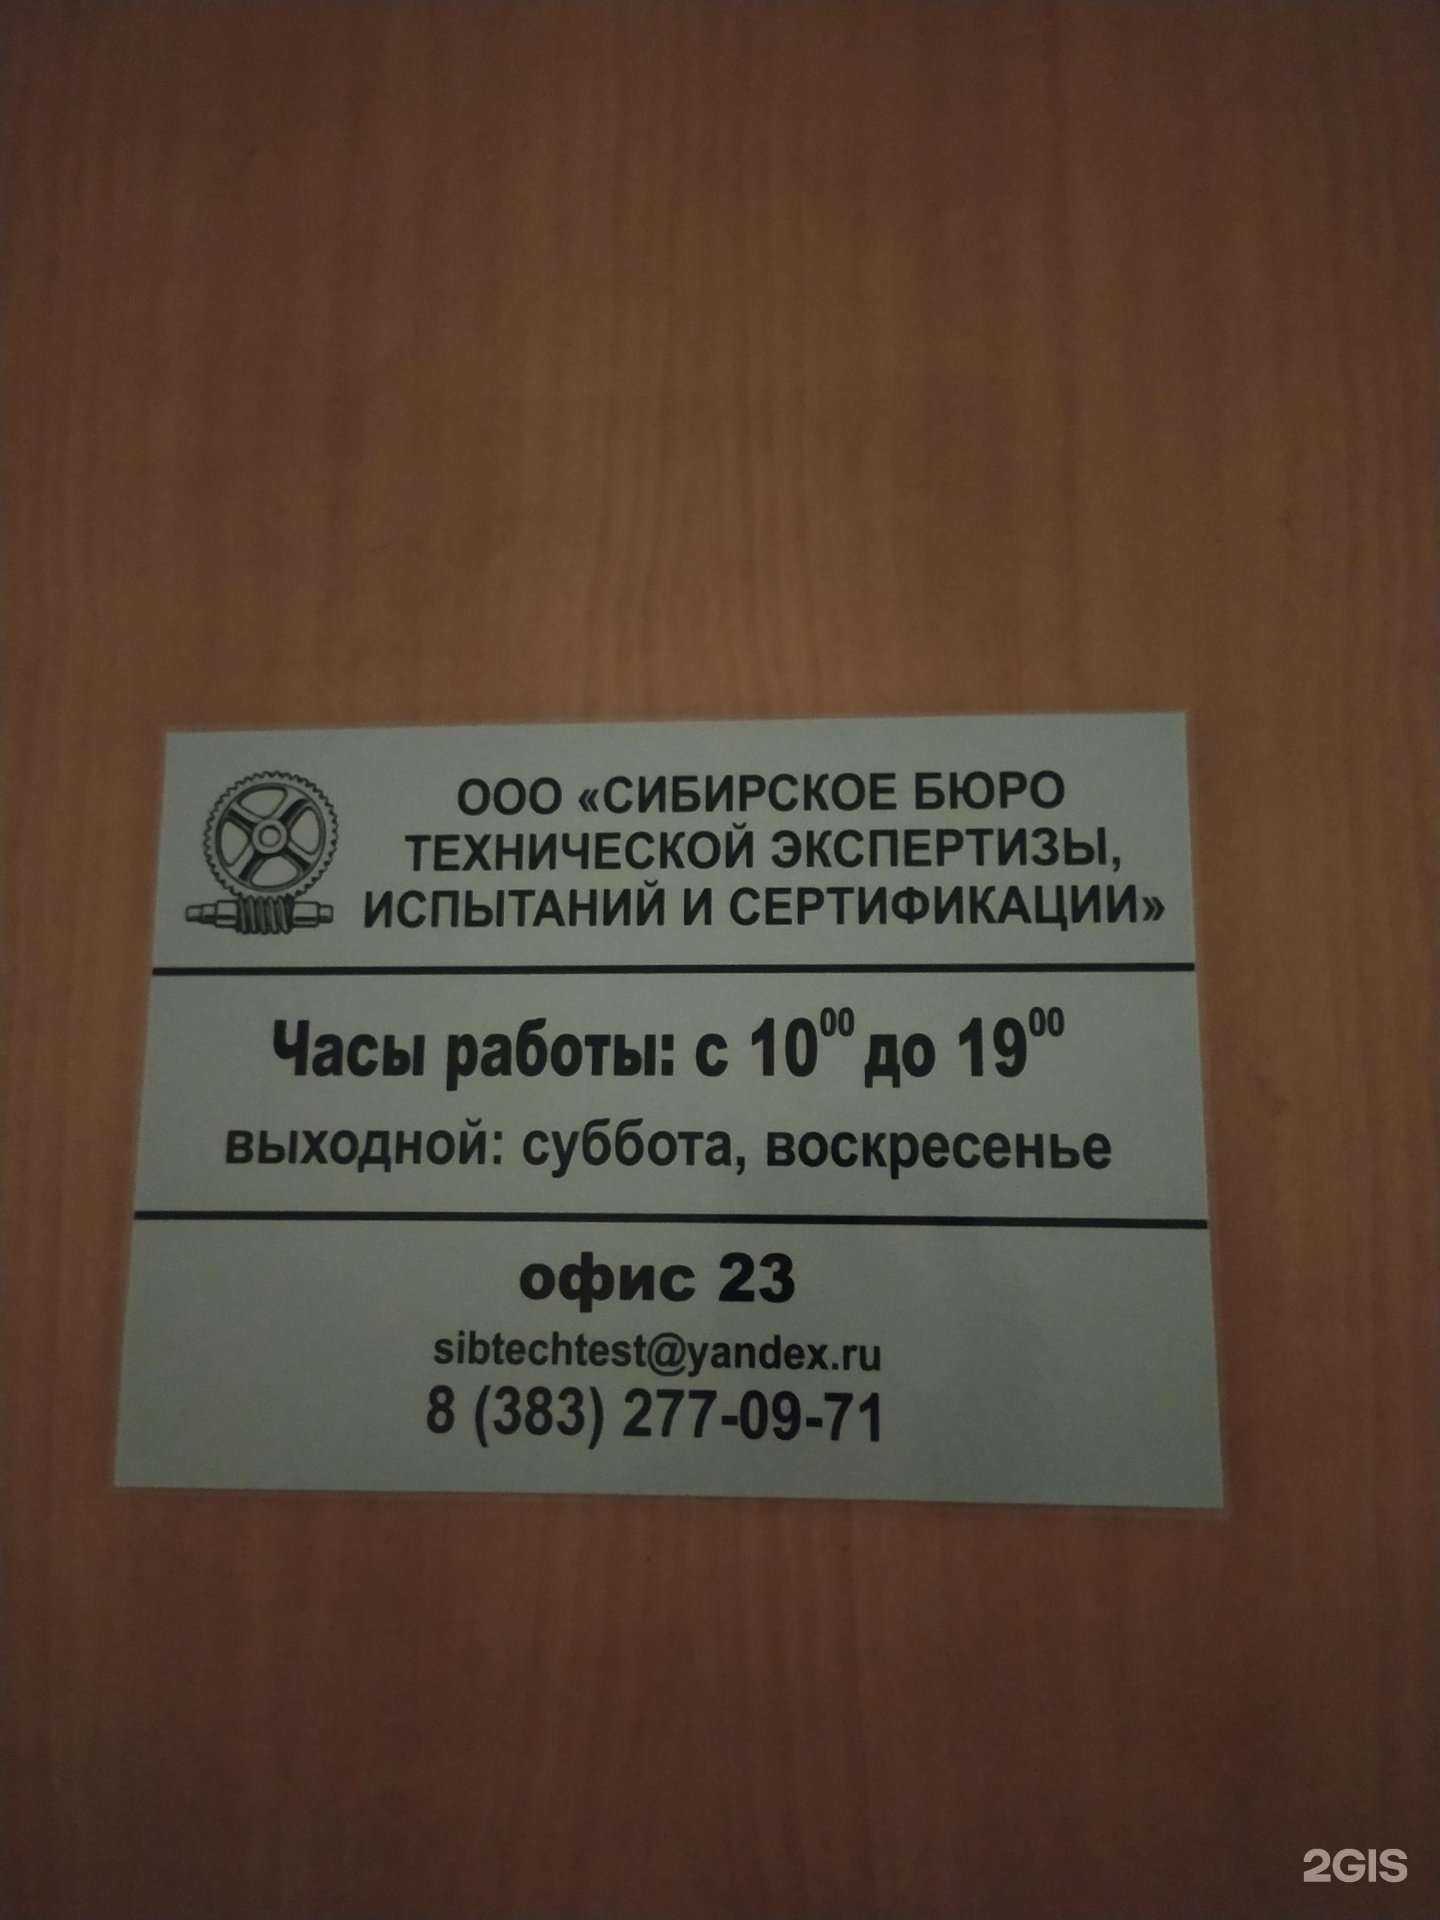 ООО «СИБИРСКОЕ БЮРО
ТЕХНИЧЕСКОЙ ЭКСПЕРТИЗЫ,
ИСПЫТАНИЙ И СЕРТИФИКАЦИИ»
Часы работы: с 10⁰⁰ до 19⁰⁰
выходной: суббота, воскресенье
офис 23
sibtechtest@yandex.ru
8 (383) 277-09-71
2GIS